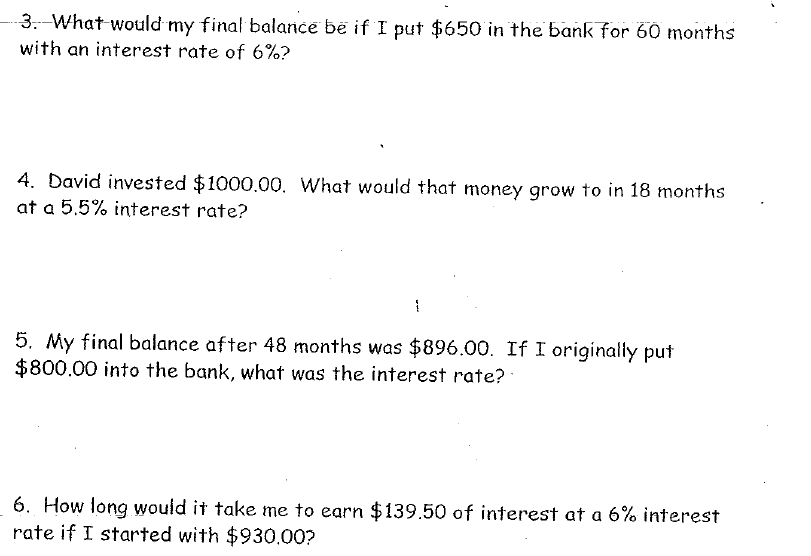 3. What would my final balance be if I put $650 in the bank for 60 months
with an interest rate of 6%?
4. David invested $1000.00. What would that money grow to in 18 months
at a 5.5% interest rate?
5. My final balance after 48 months was $896.00. If I originally put
$800.00 into the bank, what was the interest rate?
6. How long would it take me to earn $139.50 of interest at a 6% interest
rate if I started with $930.00?